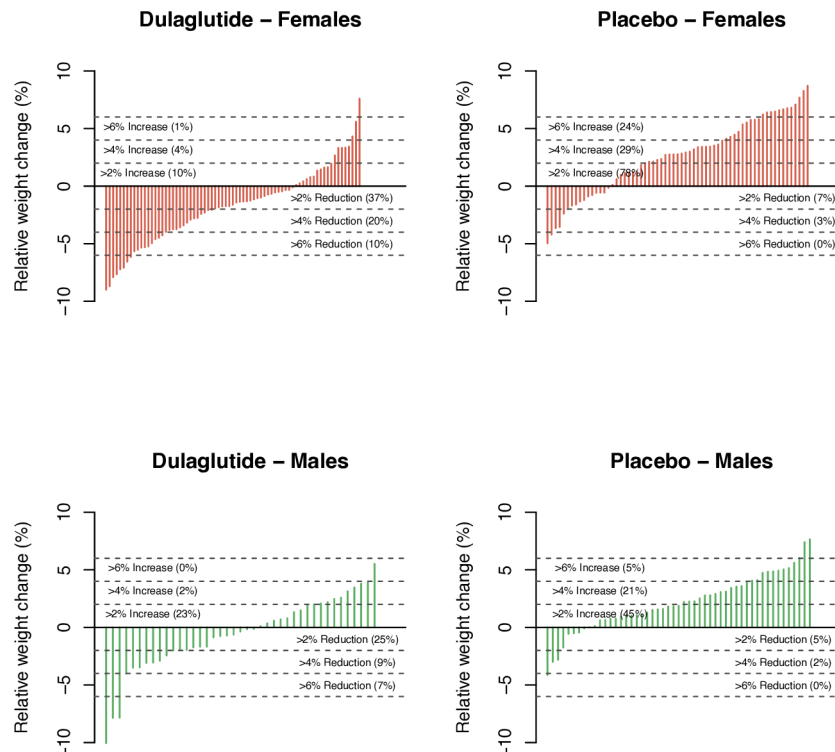 Dulaglutide – Females
Relative weight change (%)
10
5
0
−5
−10
>6% Increase (1%)
>4% Increase (4%)
>2% Increase (10%)
>2% Reduction (37%)
>4% Reduction (20%)
>6% Reduction (10%)
Placebo – Females
Relative weight change (%)
10
5
0
−5
−10
>6% Increase (24%)
>4% Increase (29%)
>2% Increase (78%)
>2% Reduction (7%)
>4% Reduction (3%)
>6% Reduction (0%)
Dulaglutide – Males
Relative weight change (%)
10
5
0
−5
−10
>6% Increase (0%)
>4% Increase (2%)
>2% Increase (23%)
>2% Reduction (25%)
>4% Reduction (9%)
>6% Reduction (7%)
Placebo – Males
Relative weight change (%)
10
5
0
−5
−10
>6% Increase (5%)
>4% Increase (21%)
>2% Increase (45%)
>2% Reduction (5%)
>4% Reduction (2%)
>6% Reduction (0%)